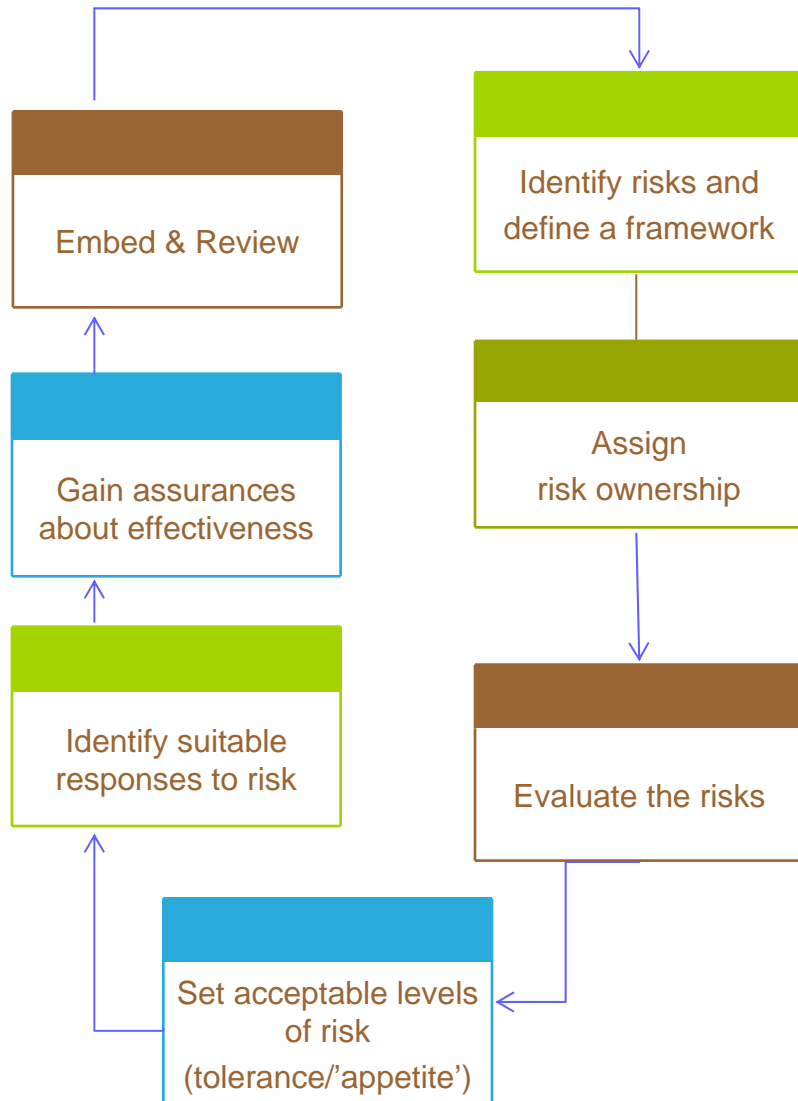 Identify risks and
define a framework
Assign
risk ownership
Evaluate the risks
Set acceptable levels
of risk
(tolerance/'appetite')
Identify suitable
responses to risk
Gain assurances
about effectiveness
Embed & Review